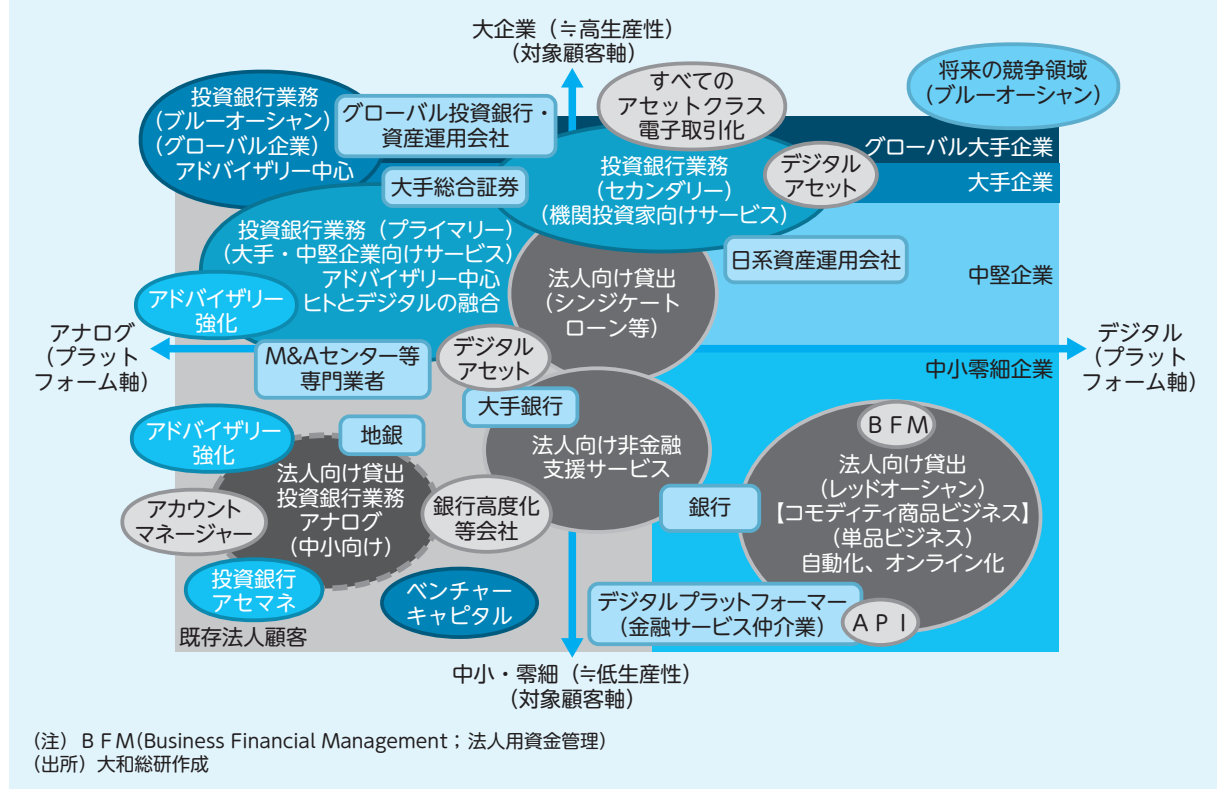 大企業（≒高生産性）
（対象顧客軸）
将来の競争領域
（ブルーオーシャン）
すべての
アセットクラス
電子取引化
投資銀行業務
（ブルーオーシャン）
（グローバル企業）
アドバイザリー中心
グローバル投資銀行・
資産運用会社
グローバル大手企業
投資銀行業務
（セカンダリー）
（機関投資家向けサービス）
デジタル
アセット
大手企業
大手総合証券
投資銀行業務（プライマリー）
（大手・中堅企業向けサービス）
アドバイザリー中心
ヒトとデジタルの融合
日系資産運用会社
中堅企業
法人向け貸出
（シンジケート
ローン等）
アドバイザリー
強化
アナログ
（プラット
フォーム軸）
デジタル
（プラット
フォーム軸）
M&Aセンター等
専門業者
デジタル
アセット
中小零細企業
大手銀行
アドバイザリー
強化
地銀
法人向け非金融
支援サービス
ＢＦＭ
法人向け貸出
（レッドオーシャン）
【コモディティ商品ビジネス】
（単品ビジネス）
自動化、オンライン化
法人向け貸出
投資銀行業務
アナログ
（中小向け）
アカウント
マネージャー
銀行高度化
等会社
銀行
投資銀行
アセマネ
ベンチャー
キャピタル
デジタルプラットフォーマー
（金融サービス仲介業）
ＡＰＩ
既存法人顧客
中小・零細（≒低生産性）
（対象顧客軸）
（注）ＢＦＭ(Business Financial Management；法人用資金管理）
（出所）大和総研作成